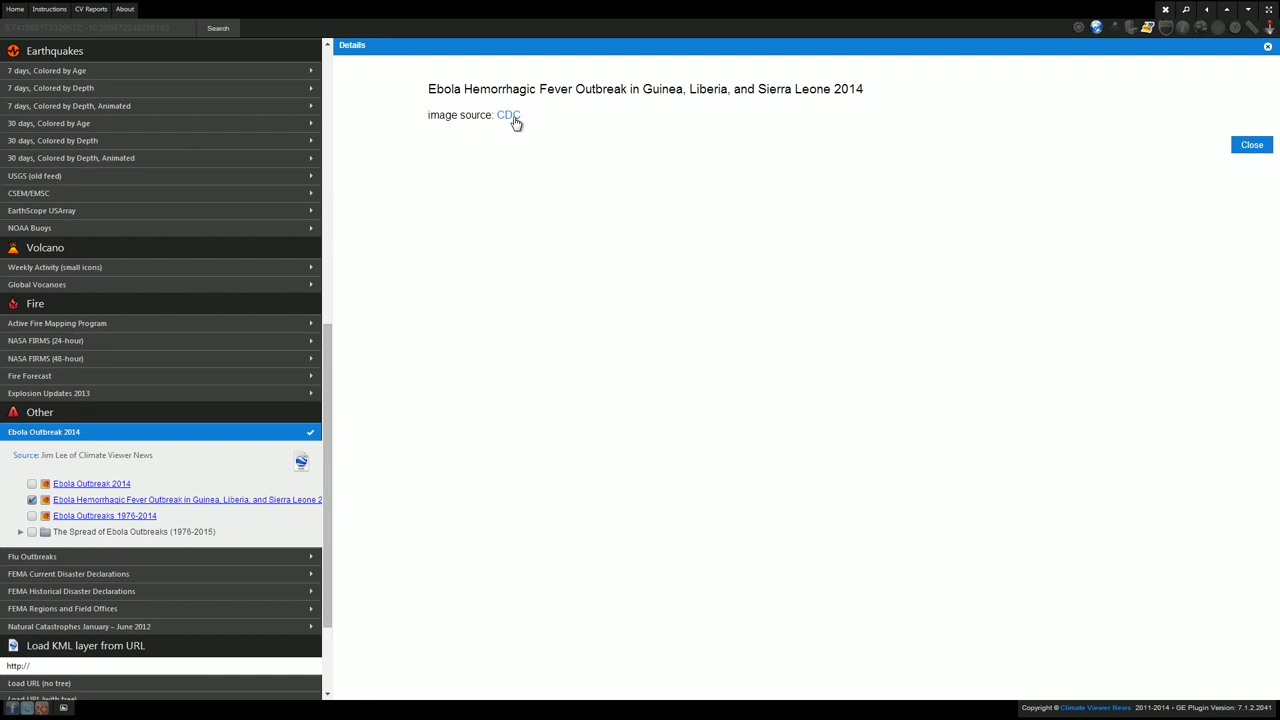 Home Instructions CV Reports About
Search
Details
Earthquakes
7 days, Colored by Age
7 days, Colored by Depth
7 days, Colored by Depth, Animated
30 days, Colored by Age
30 days, Colored by Depth
30 days, Colored by Depth, Animated
USGS (old feed)
CSEM/EMSC
EarthScope USArray
NOAA Buoys
Volcano
Weekly Activity (small icons)
Global Vocanoes
Fire
Active Fire Mapping Program
NASA FIRMS (24-hour)
NASA FIRMS (48-hour)
Fire Forecast
Explosion Updates 2013
Other
Ebola Outbreak 2014
Source: Jim Lee of Climate Viewer News
Ebola Outbreak 2014
Ebola Hemorrhagic Fever Outbreak in Guinea, Liberia, and Sierra Leone 2
Ebola Outbreaks 1976-2014
The Spread of Ebola Outbreaks (1976-2015)
Flu Outbreaks
FEMA Current Disaster Declarations
FEMA Historical Disaster Declarations
FEMA Regions and Field Offices
Natural Catastrophes January – June 2012
Load KML layer from URL
http://
Load URL (no tree)
Load URL (with tree)
Ebola Hemorrhagic Fever Outbreak in Guinea, Liberia, and Sierra Leone 2014
image source: CDC
Close
Copyright © Climate Viewer News 2011-2014 • GE Plugin Version: 7.1.2.2041